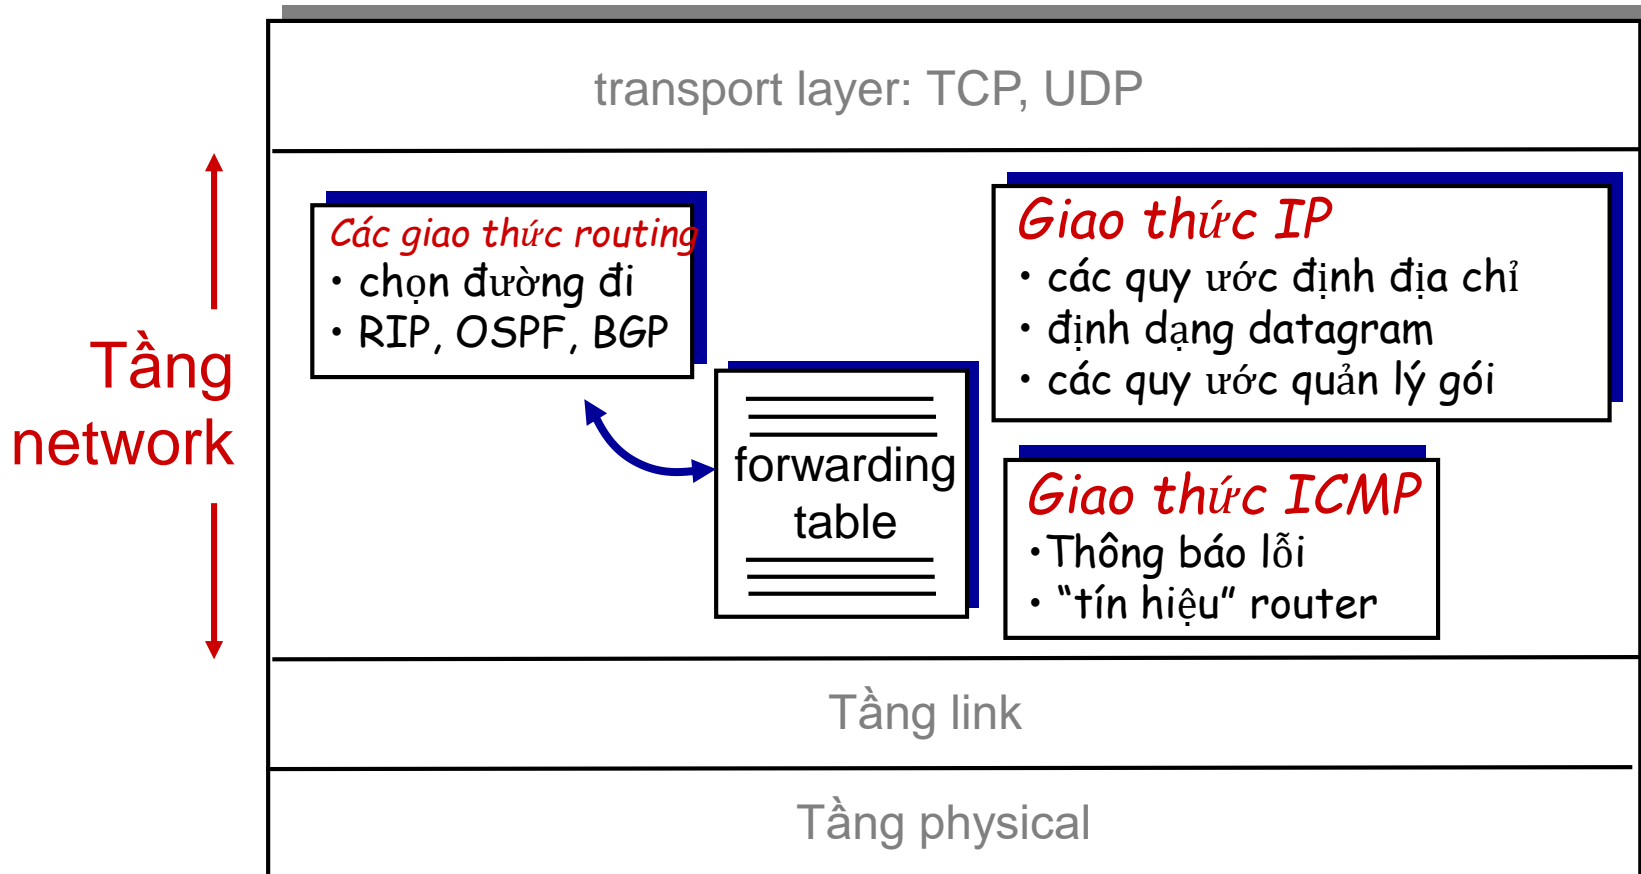 transport layer: TCP, UDP
Tầng
network
Các giao thức routing
• chọn đường đi
• RIP, OSPF, BGP
forwarding
table
Giao thức IP
• các quy ước định địa chỉ
• định dạng datagram
• các quy ước quản lý gói
Giao thức ICMP
•Thông báo lỗi
• “tín hiệu” router
Tầng link
Tầng physical